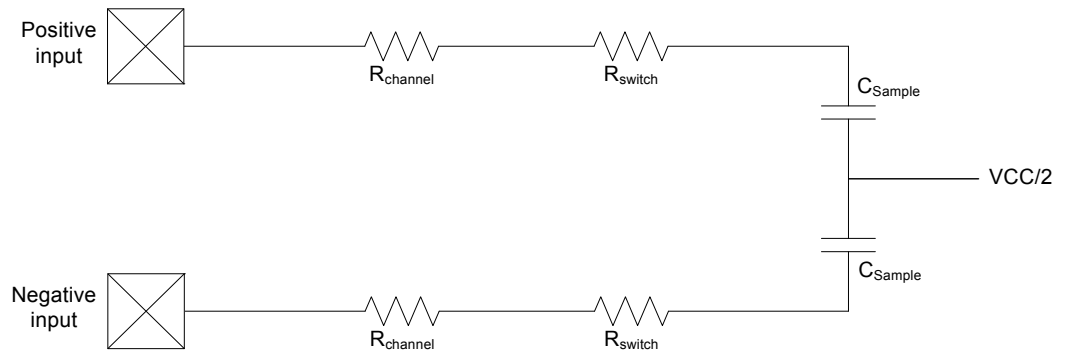 Positive
input
Rchannel
Rswitch
CSample
VCC/2
CSample
Negative
input
Rchannel
Rswitch